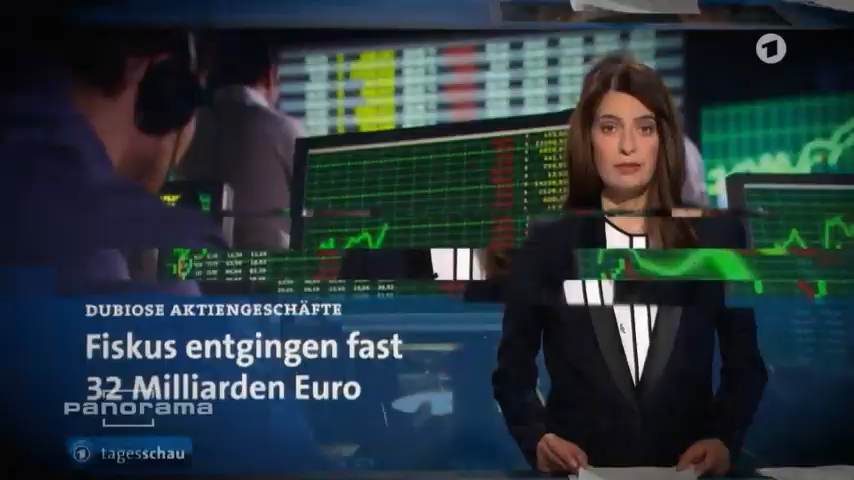 DUBIOSE AKTIENGESCHÄFTE
Fiskus entgingen fast
32 Milliarden Euro
panorama
tagesschau